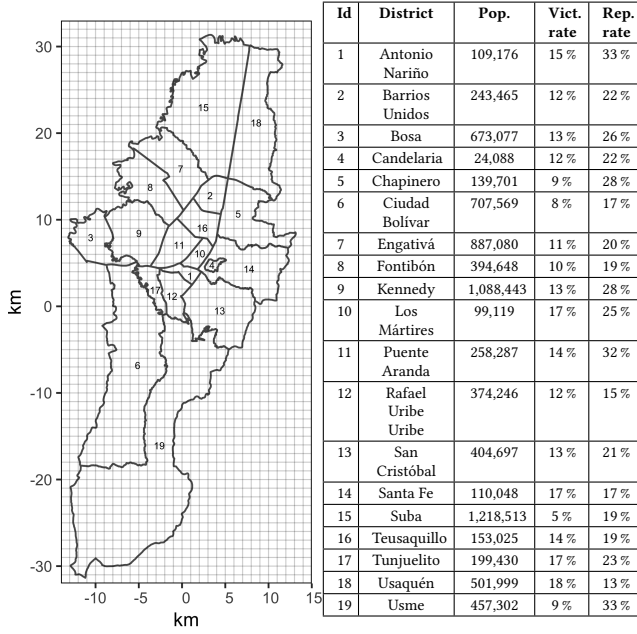 30
20
10
0
-10
-20
-30
km
-10
-5
0
5
10
15
km
15
18
7
8
2
5
16
3
9
11
10
4
14
1
17
12
13
6
19
Id District Pop. Vict. rate Rep. rate
1 Antonio Nariño 109,176 15 % 33 %
2 Barrios Unidos 243,465 12 % 22 %
3 Bosa 673,077 13 % 26 %
4 Candelaria 24,088 12 % 22 %
5 Chapinero 139,701 9 % 28 %
6 Ciudad Bolívar 707,569 8 % 17 %
7 Engativá 887,080 11 % 20 %
8 Fontibón 394,648 10 % 19 %
9 Kennedy 1,088,443 13 % 28 %
10 Los Mártires 99,119 17 % 25 %
11 Puente Aranda 258,287 14 % 32 %
12 Rafael Uribe Uribe 374,246 12 % 15 %
13 San Cristóbal 404,697 13 % 21 %
14 Santa Fe 110,048 17 % 17 %
15 Suba 1,218,513 5 % 19 %
16 Teusaquillo 153,025 14 % 19 %
17 Tunjuelito 199,430 17 % 23 %
18 Usaquén 501,999 18 % 13 %
19 Usme 457,302 9 % 33 %